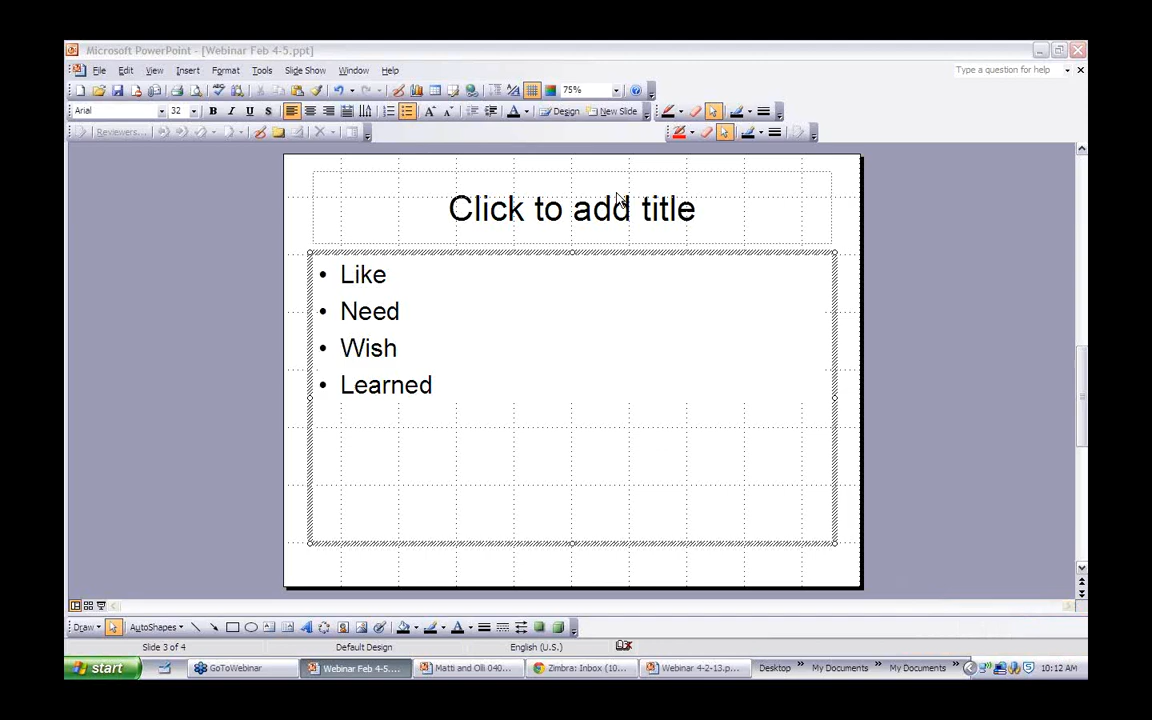 Microsoft PowerPoint - [Webinar Feb 4-5.ppt]
File Edit View Insert Format Tools Slide Show Window Help Type a question for help
75%
Arial 32 B I U S A Design New Slide
Reviewers...
Click to add title
• Like
• Need
• Wish
• Learned
Draw AutoShapes
Slide 3 of 4 Default Design English (U.S.)
start GoToWebinar Webinar Feb 4-5.... Matti and Olli 040... Zimbra: Inbox (10... Webinar 4-2-13.p... Desktop » My Documents » My Documents » 10:12 AM